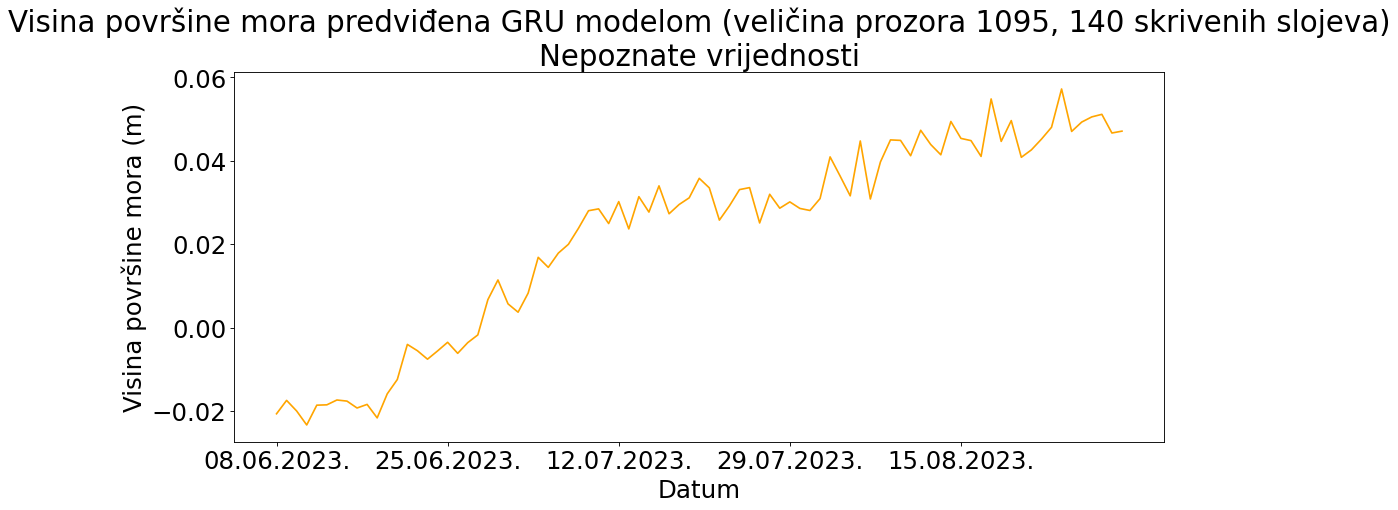 Visina površine mora predviđena GRU modelom (veličina prozora 1095, 140 skrivenih slojeva)
Nepoznate vrijednosti
Visina površine mora (m)
0.06
0.04
0.02
0.00
−0.02
08.06.2023. 25.06.2023. 12.07.2023. 29.07.2023. 15.08.2023.
Datum